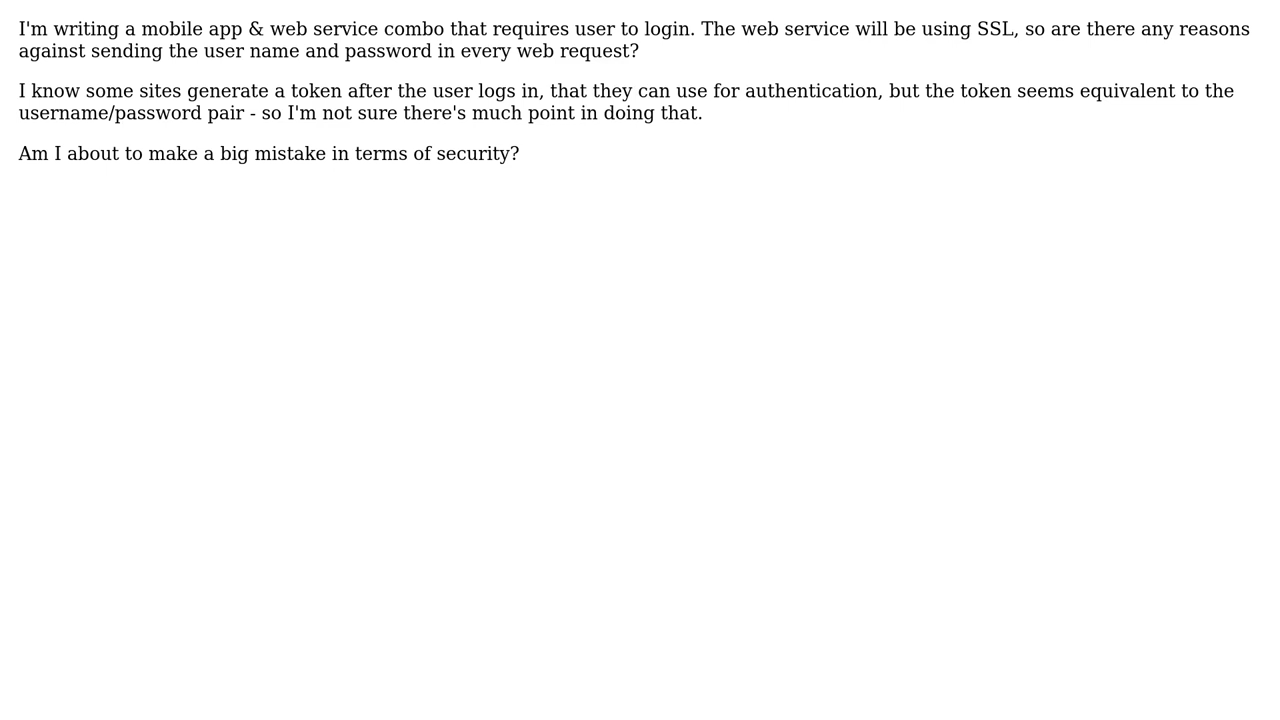 I'm writing a mobile app & web service combo that requires user to login. The web service will be using SSL, so are there any reasons
against sending the user name and password in every web request?
I know some sites generate a token after the user logs in, that they can use for authentication, but the token seems equivalent to the
username/password pair - so I'm not sure there's much point in doing that.
Am I about to make a big mistake in terms of security?